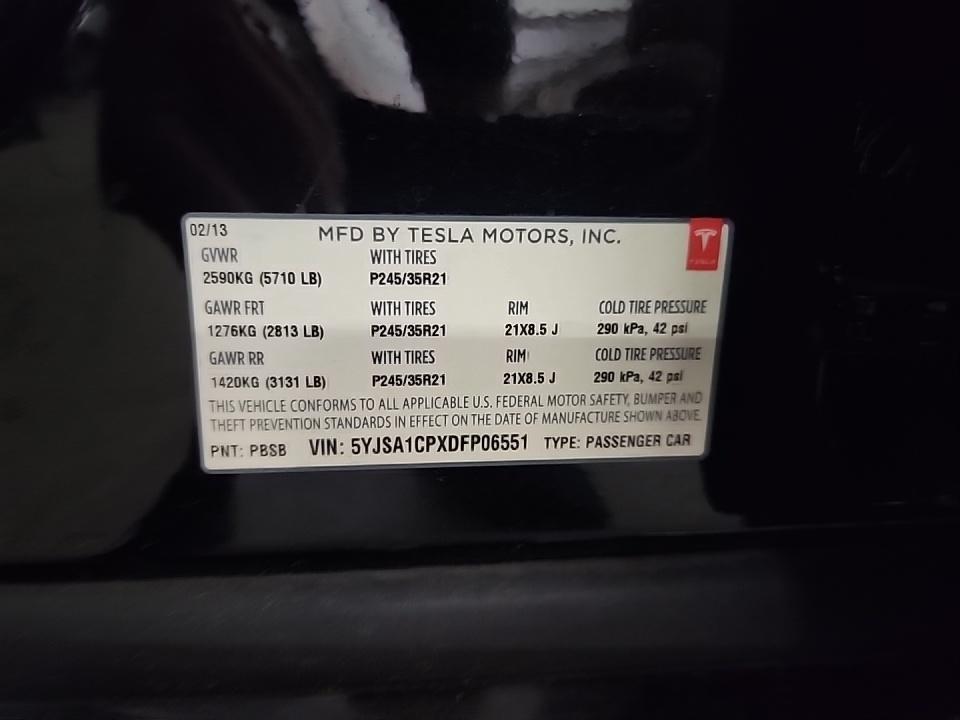 02/13 MFD BY TESLA MOTORS, INC.
GVWR WITH TIRES
2590KG (5710 LB) P245/35R21
GAWR FRT WITH TIRES RIM COLD TIRE PRESSURE
1276KG (2813 LB) P245/35R21 21X8.5 J 290 kPa, 42 psi
GAWR RR WITH TIRES RIM COLD TIRE PRESSURE
1420KG (3131 LB) P245/35R21 21X8.5 J 290 kPa, 42 psi
THIS VEHICLE CONFORMS TO ALL APPLICABLE U.S. FEDERAL MOTOR SAFETY, BUMPER AND
THEFT PREVENTION STANDARDS IN EFFECT ON THE DATE OF MANUFACTURE SHOWN ABOVE.
PNT: PBSB VIN: 5YJSA1CPXDFP06551 TYPE: PASSENGER CAR
TESLA